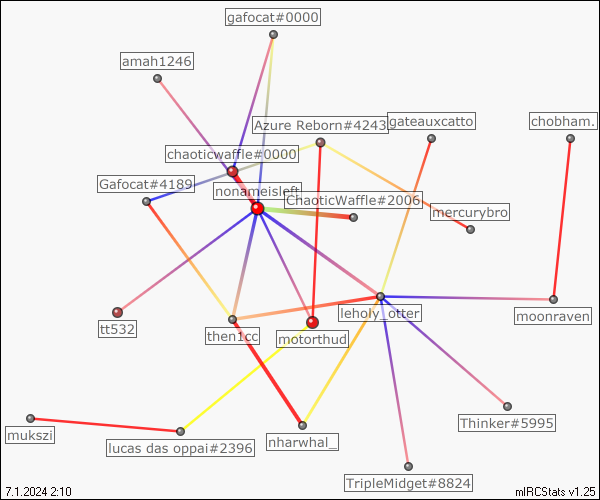 gafocat#0000
amah1246
Azure Reborn#4243
gateauxcatto
chobham.
chaoticwaffle#0000
Gafocat#4189
nonameisleft
ChaoticWaffle#2006
mercurybro
leholy_otter
moonraven
tt532
then1cc
motorthud
mukszi
lucas das oppai#2396
nharwhal_
Thinker#5995
TripleMidget#8824
7.1.2024 2:10
mIRCStats v1.25